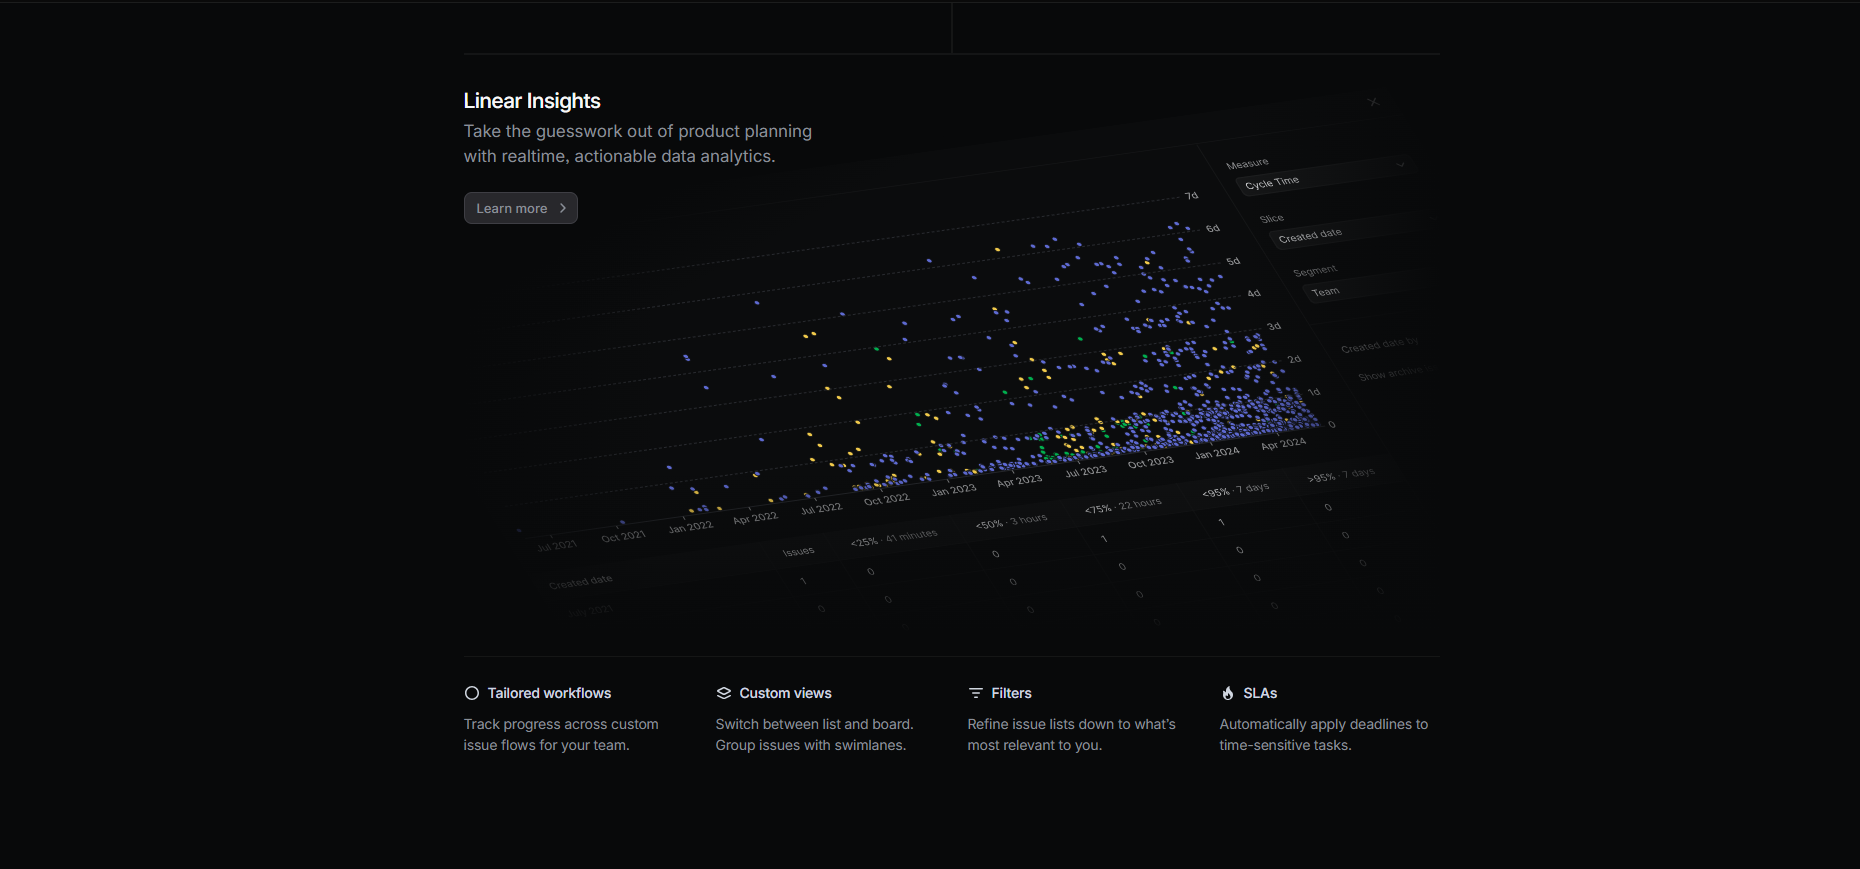 Linear Insights
Take the guesswork out of product planning
with realtime, actionable data analytics.
Learn more
Measure
Cycle Time
Slice
Created date
Segment
Team
Created date by
Show archive
7d
6d
5d
4d
3d
2d
1d
0
Jul 2021
Oct 2021
Jan 2022
Apr 2022
Jul 2022
Oct 2022
Jan 2023
Apr 2023
Jul 2023
Oct 2023
Jan 2024
Apr 2024
Created date
Issues
<25% · 41 minutes
<50% · 3 hours
<75% · 22 hours
<95% · 7 days
>95% · 7 days
1 0 0 1 1 0
July 2021
0 0 0 0 0 0
0 0 0 0
Tailored workflows
Track progress across custom
issue flows for your team.
Custom views
Switch between list and board.
Group issues with swimlanes.
Filters
Refine issue lists down to what's
most relevant to you.
SLAs
Automatically apply deadlines to
time-sensitive tasks.